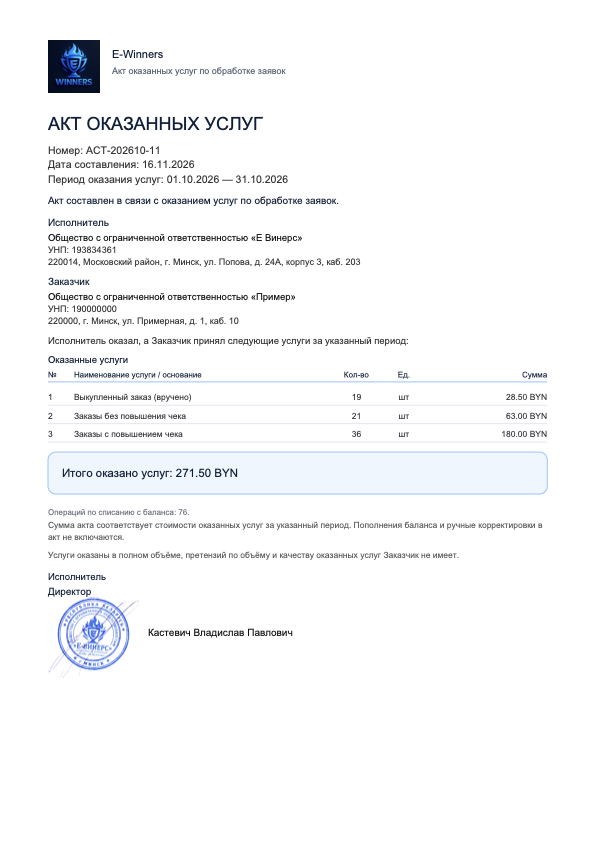 WINNERS
E-Winners
Акт оказанных услуг по обработке заявок
АКТ ОКАЗАННЫХ УСЛУГ
Номер: ACT-202610-11
Дата составления: 16.11.2026
Период оказания услуг: 01.10.2026 — 31.10.2026
Акт составлен в связи с оказанием услуг по обработке заявок.
Исполнитель
Общество с ограниченной ответственностью «Е Винерс»
УНП: 193834361
220014, Московский район, г. Минск, ул. Попова, д. 24А, корпус 3, каб. 203
Заказчик
Общество с ограниченной ответственностью «Пример»
УНП: 190000000
220000, г. Минск, ул. Примерная, д. 1, каб. 10
Исполнитель оказал, а Заказчик принял следующие услуги за указанный период:
Оказанные услуги
№ Наименование услуги / основание Кол-во Ед. Сумма
1 Выкупленный заказ (вручено) 19 шт 28.50 BYN
2 Заказы без повышения чека 21 шт 63.00 BYN
3 Заказы с повышением чека 36 шт 180.00 BYN
Итого оказано услуг: 271.50 BYN
Операций по списанию с баланса: 76.
Сумма акта соответствует стоимости оказанных услуг за указанный период. Пополнения баланса и ручные корректировки в
акт не включаются.
Услуги оказаны в полном объёме, претензий по объёму и качеству оказанных услуг Заказчик не имеет.
Исполнитель
Директор
РЕСПУБЛИКА БЕЛАРУСЬ
Е-ВИНЕРС
г. МИНСК
Кастевич Владислав Павлович